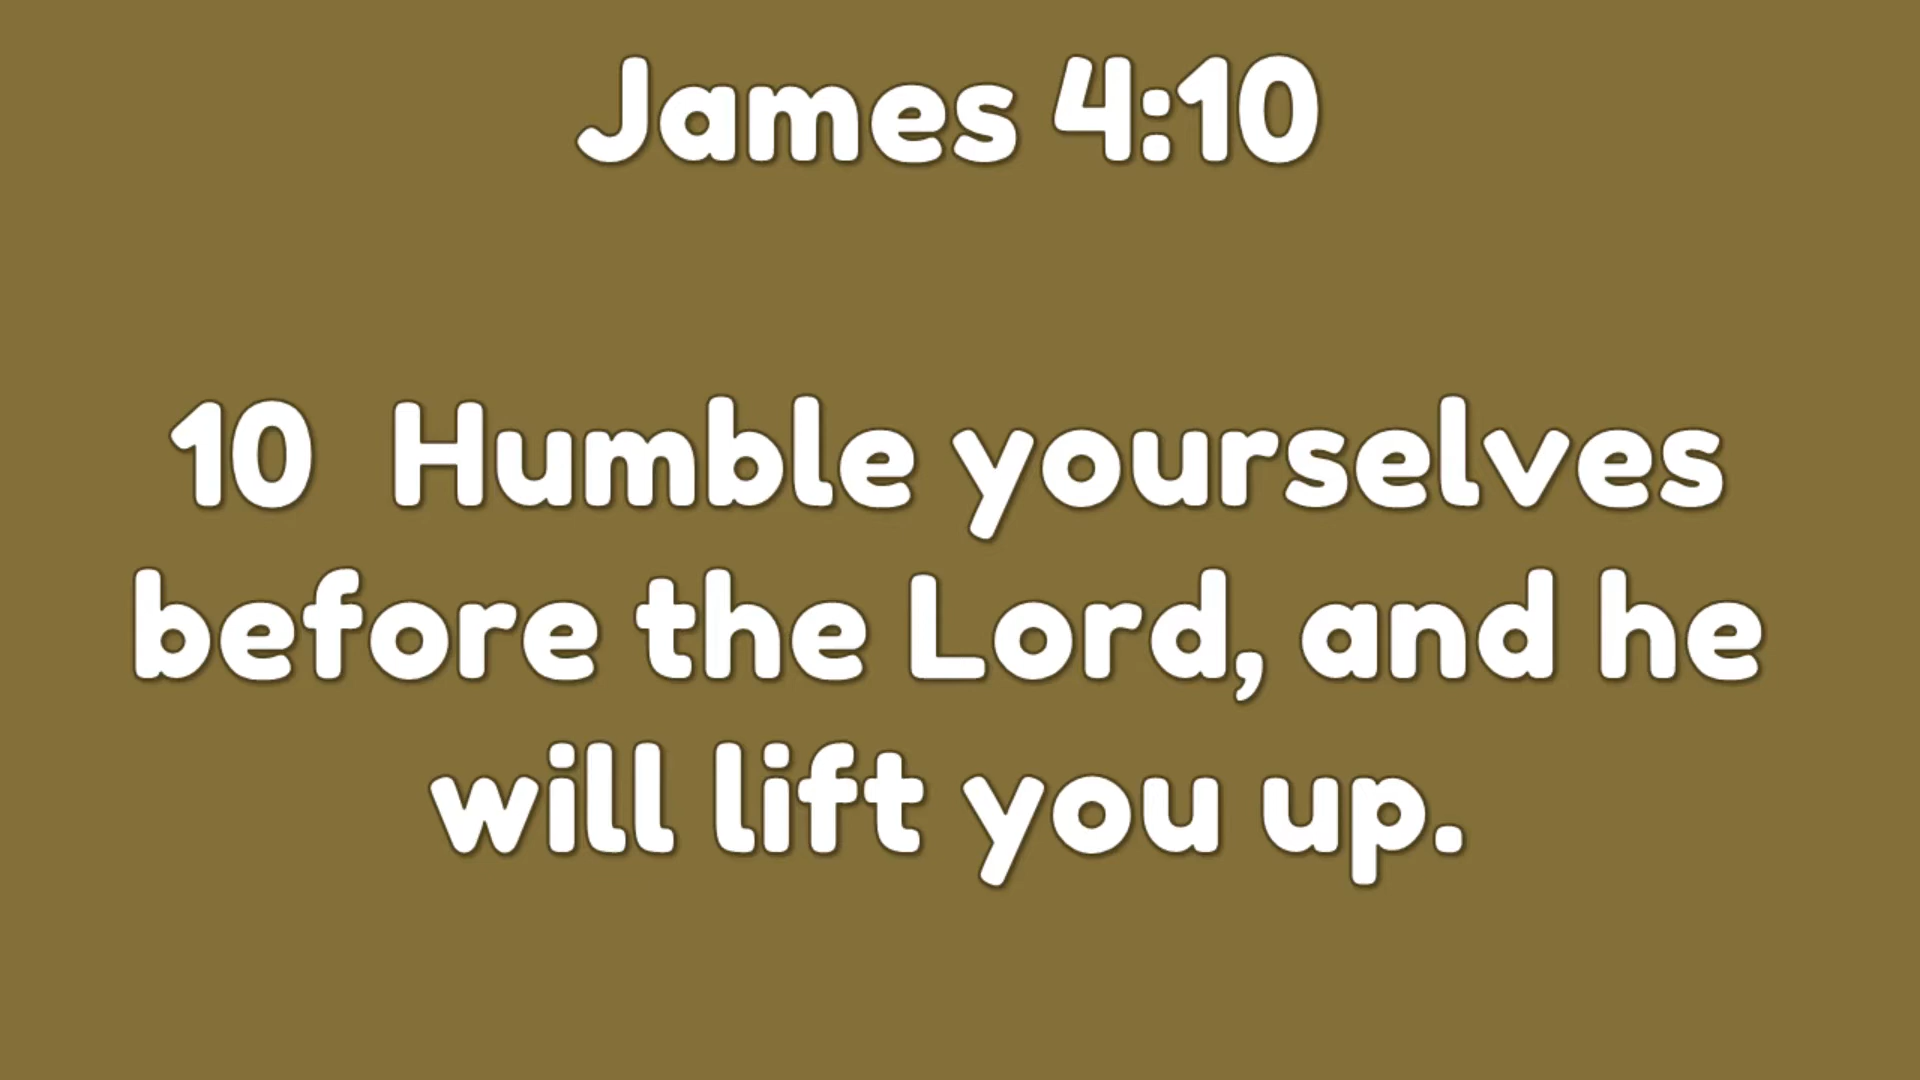 James 4:10
10 Humble yourselves
before the Lord, and he
will lift you up.